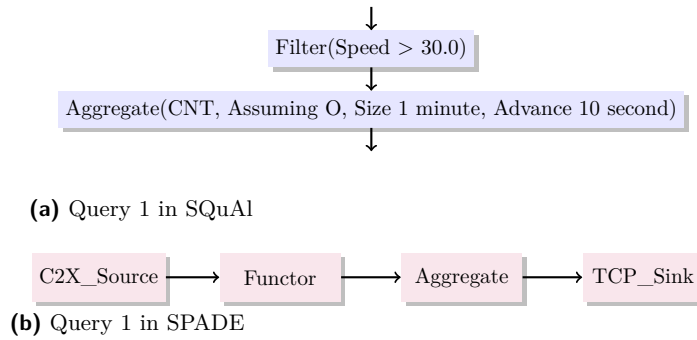 Filter(Speed > 30.0)
Aggregate(CNT, Assuming O, Size 1 minute, Advance 10 second)
(a) Query 1 in SQuAl
C2X_Source
Functor
Aggregate
TCP_Sink
(b) Query 1 in SPADE